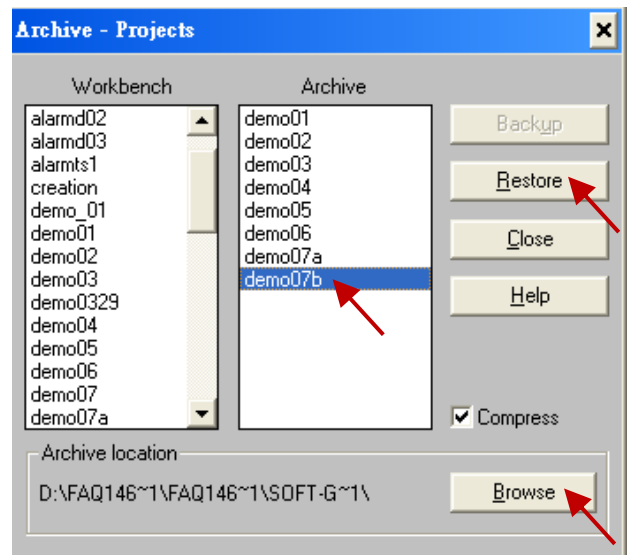 Archive - Projects
Workbench
Archive
alarmd02
alarmd03
alarmts1
creation
demo_01
demo01
demo02
demo03
demo0329
demo04
demo05
demo06
demo07
demo07a
demo01
demo02
demo03
demo04
demo05
demo06
demo07a
demo07b
Backup
Restore
Close
Help
Compress
Archive location
D:\FAQ146~1\FAQ146~1\SOFT-G~1\
Browse